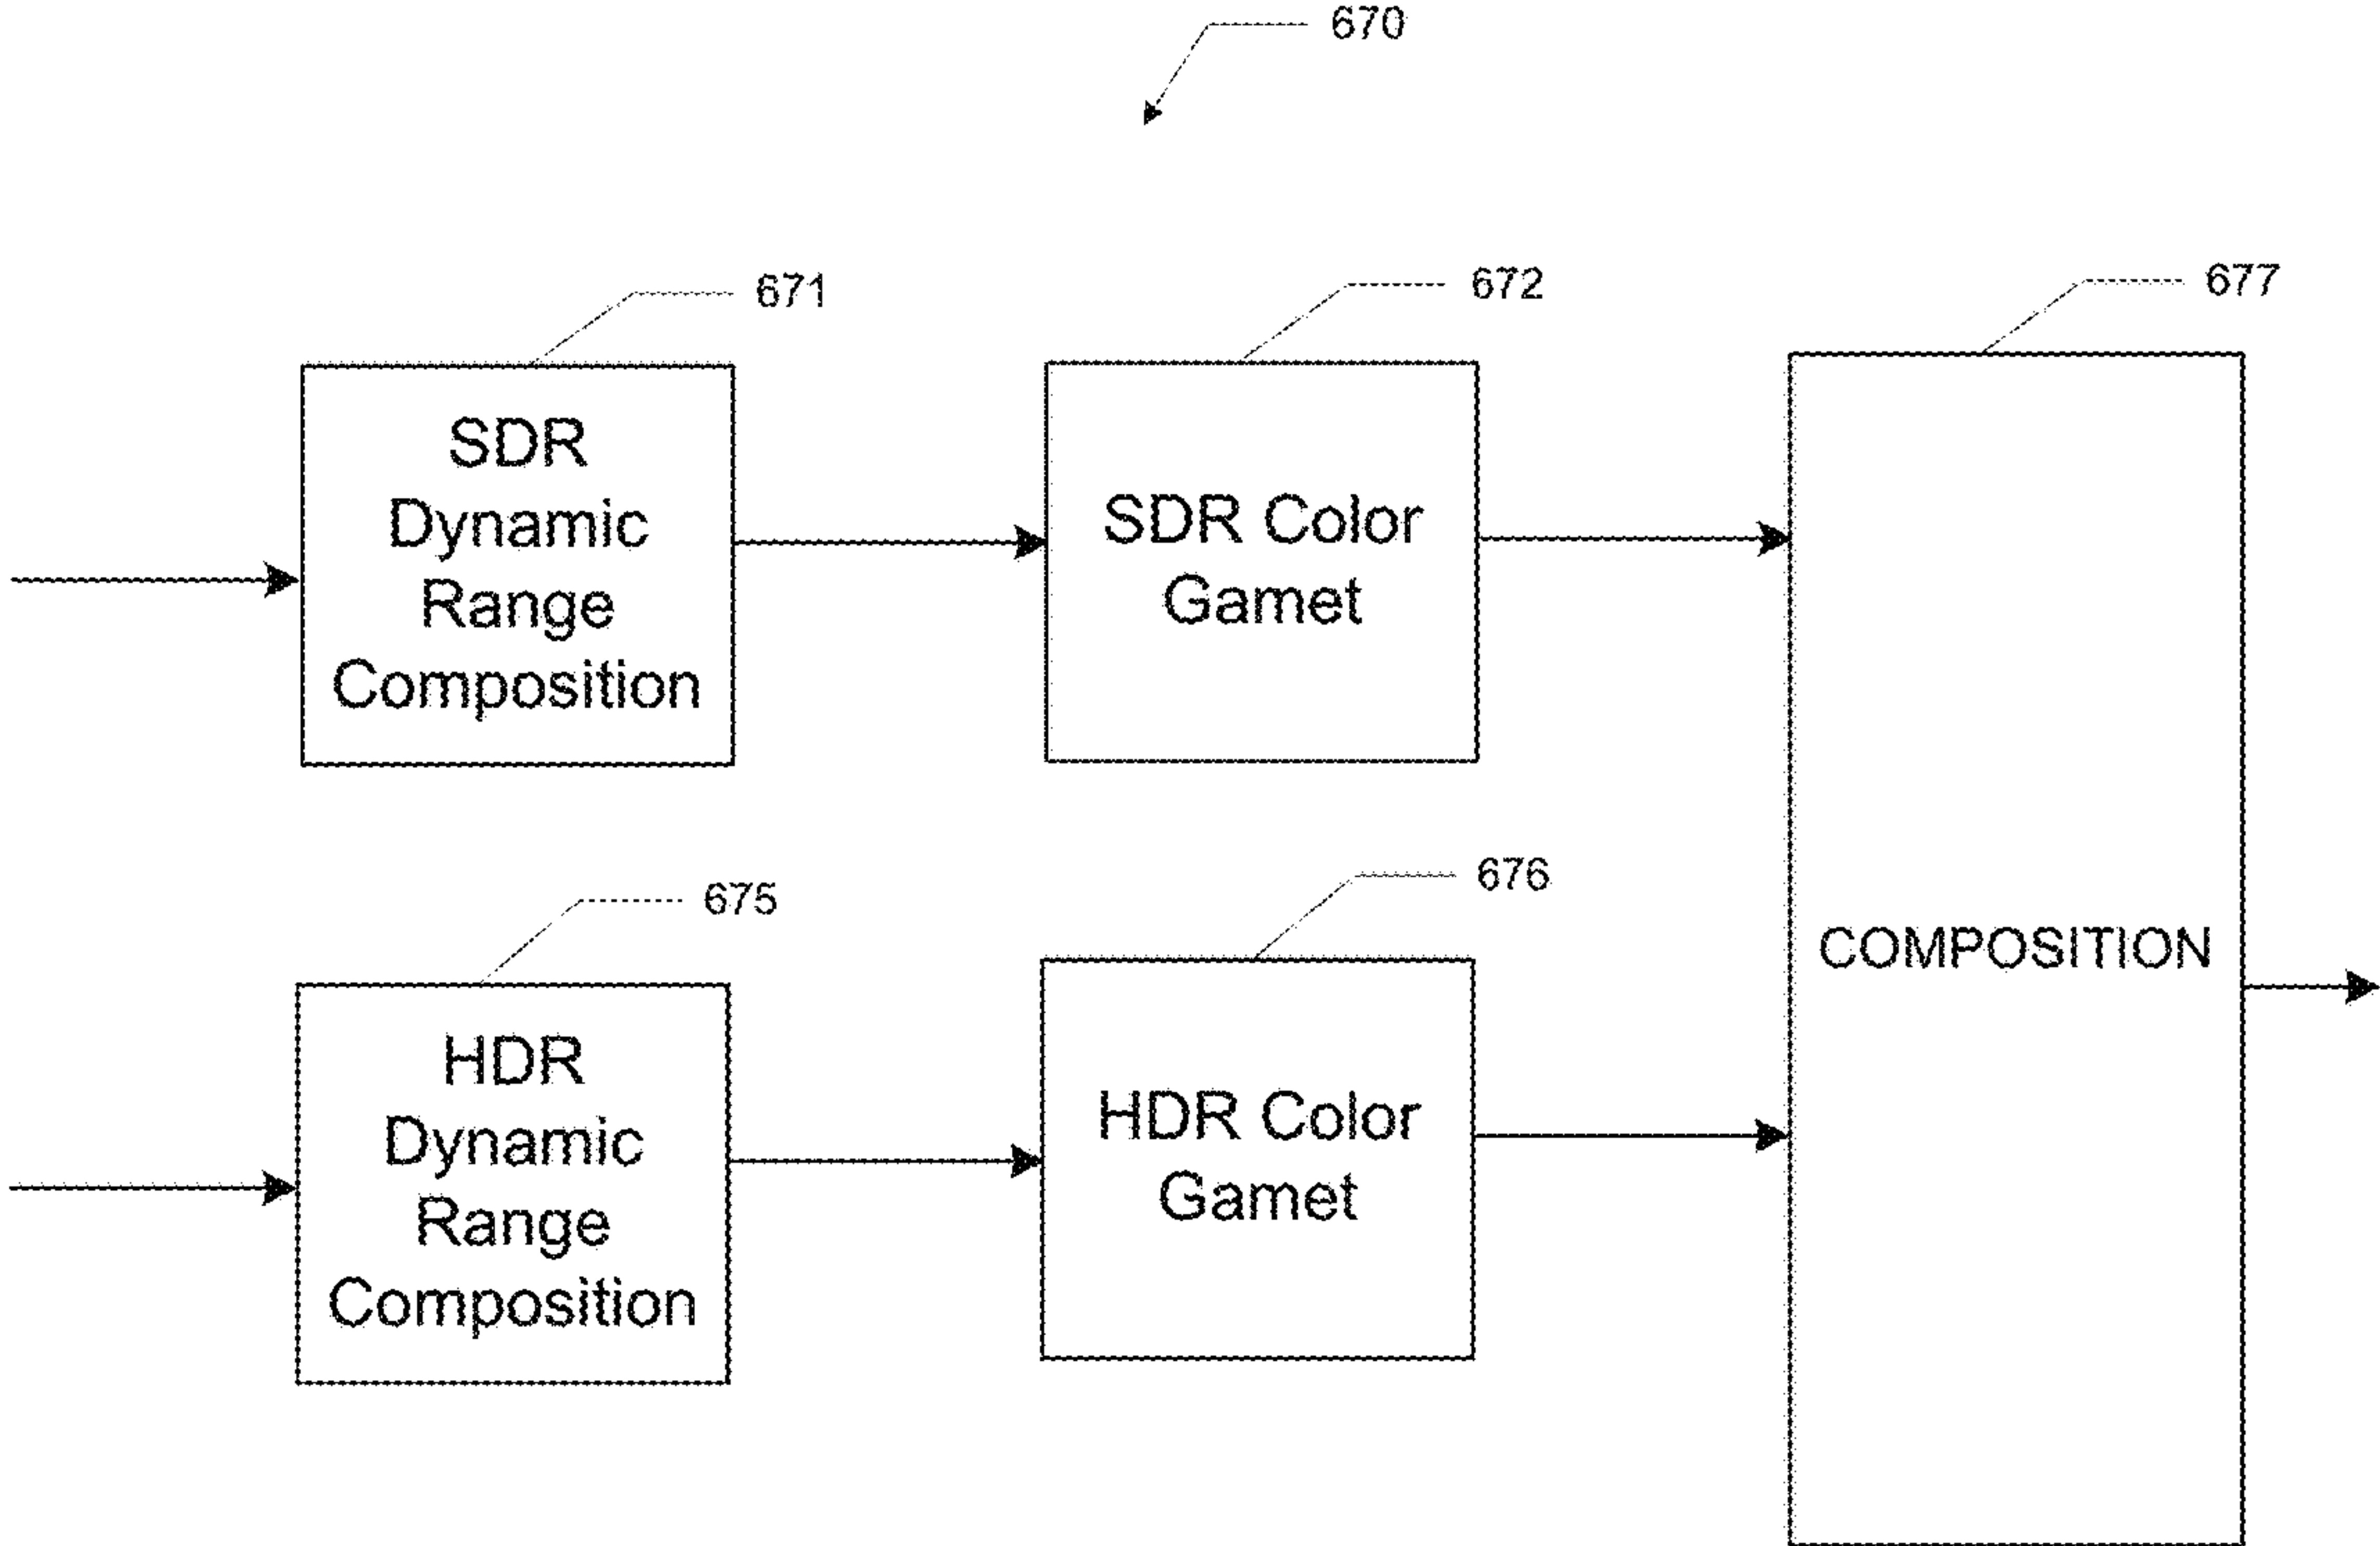 670
671
672
677
SDR
Dynamic
Range
Composition
SDR Color
Gamet
675
676
COMPOSITION
HDR
Dynamic
Range
Composition
HDR Color
Gamet